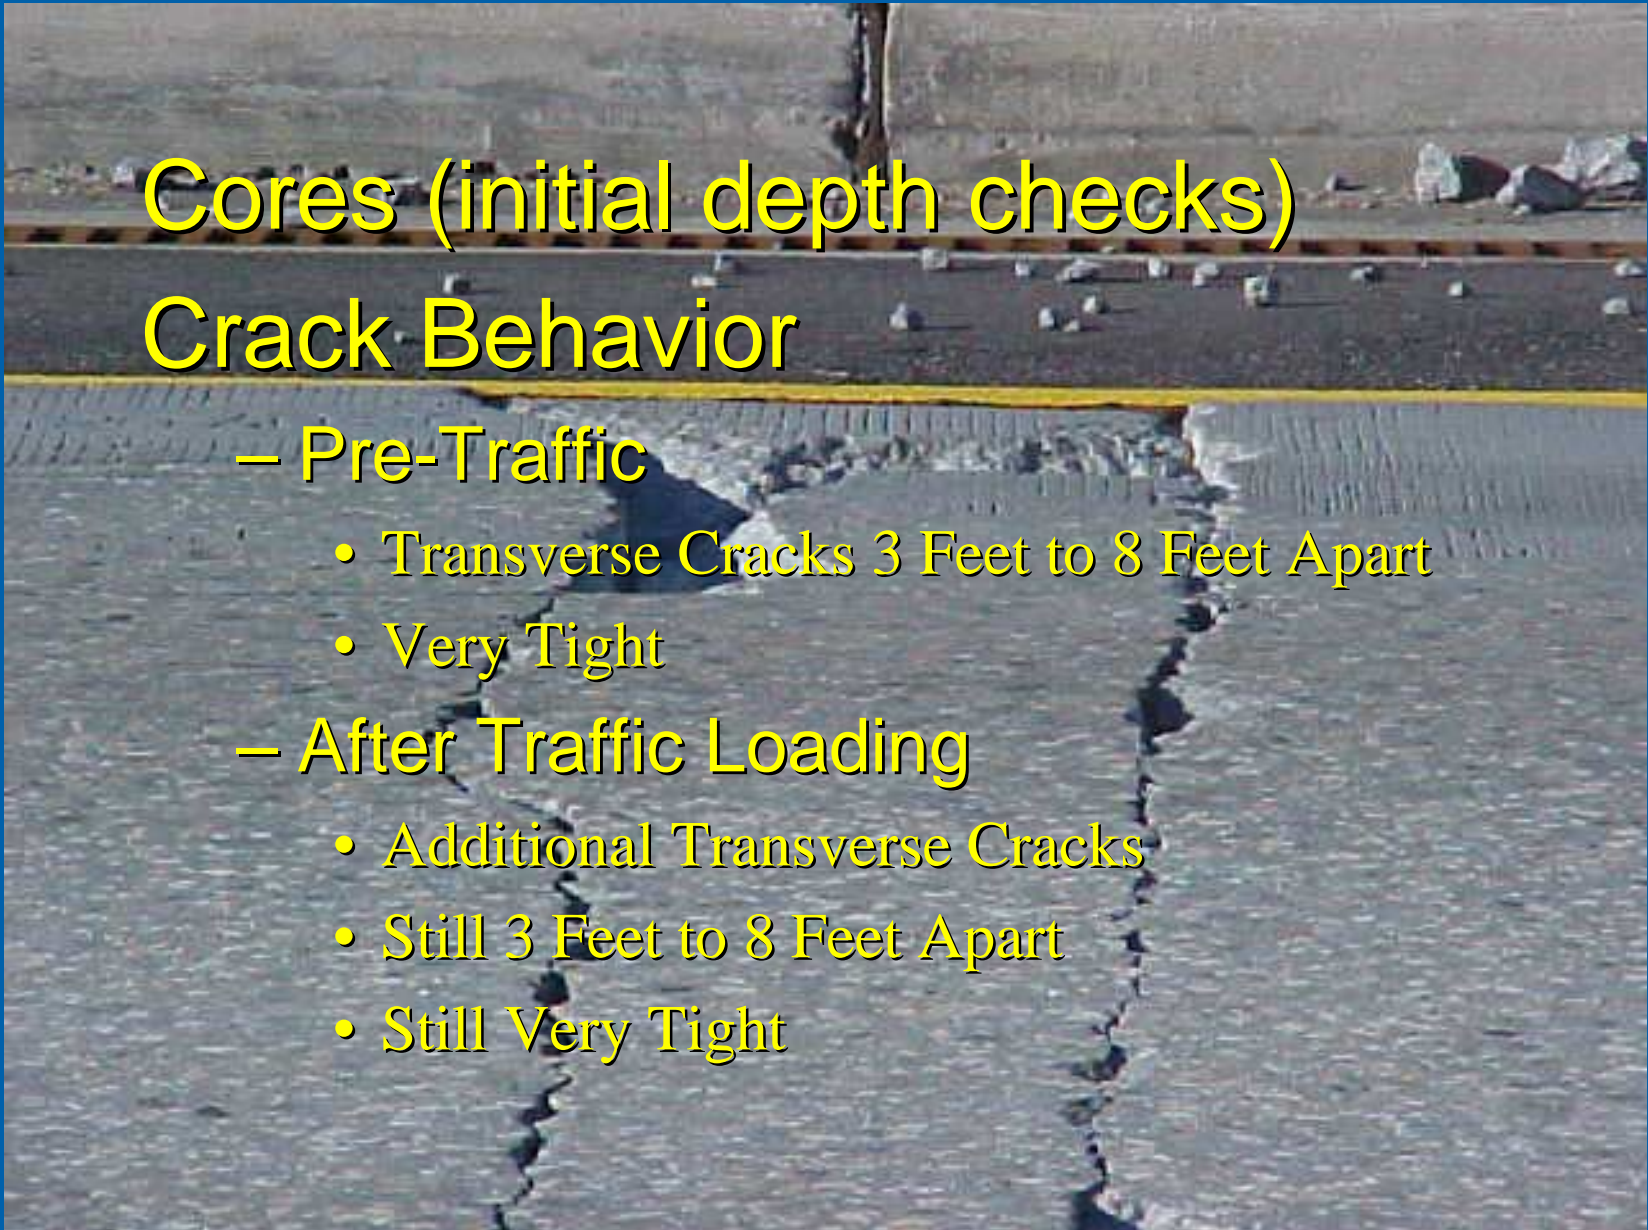 Cores (initial depth checks)
Crack Behavior
– Pre-Traffic
• Transverse Cracks 3 Feet to 8 Feet Apart
• Very Tight
– After Traffic Loading
• Additional Transverse Cracks
• Still 3 Feet to 8 Feet Apart
• Still Very Tight